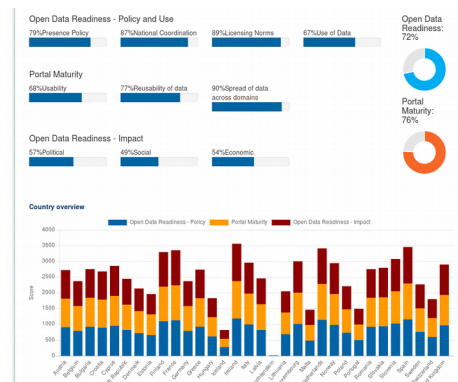 Open Data Readiness - Policy and Use
79%Presence Policy
87%National Coordination
89%Licensing Norms
67%Use of Data
Open Data
Readiness:
72%
Portal Maturity
68%Usability
77%Reusability of data
90%Spread of data
across domains
Portal
Maturity:
76%
Open Data Readiness - Impact
57%Political
49%Social
54%Economic
Country overview
Open Data Readiness - Policy
Portal Maturity
Open Data Readiness - Impact
4000
3500
3000
2500
2000
1500
1000
500
0
Score
Austria
Belgium
Bulgaria
Croatia
Cyprus
Republic
Denmark
Estonia
Finland
France
Germany
Greece
Hungary
Iceland
Ireland
Italy
Latvia
Lithuania
Malta
Norway
Poland
Portugal
Romania
Slovakia
Slovenia
Spain
Sweden